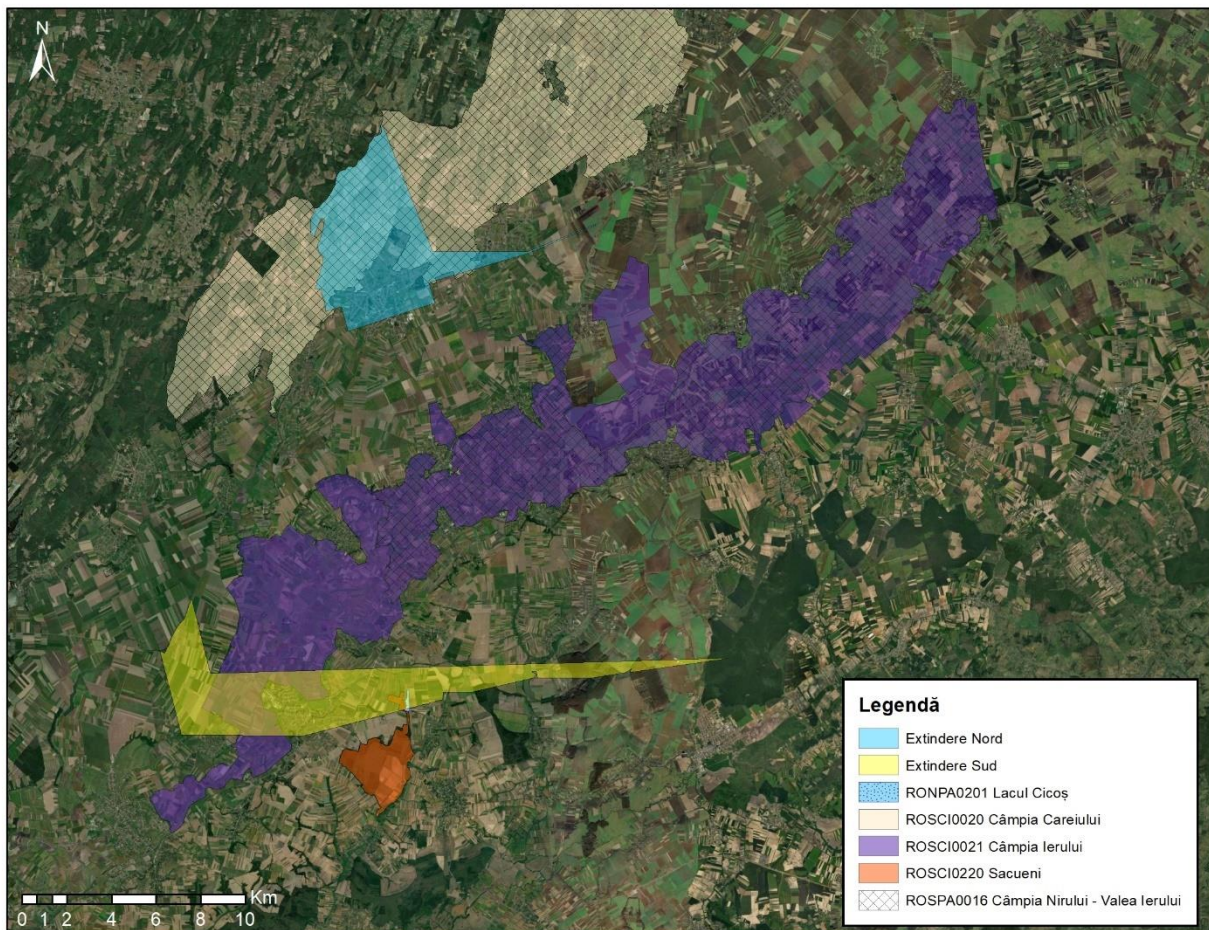 N
Legendă
Extindere Nord
Extindere Sud
RONPA0201 Lacul Cicoș
ROSCI0020 Câmpia Careiului
ROSCI0021 Câmpia Ierului
ROSCI0220 Sacueni
ROSPA0016 Câmpia Nirului - Valea Ierului
Km
0 1 2 4 6 8 10